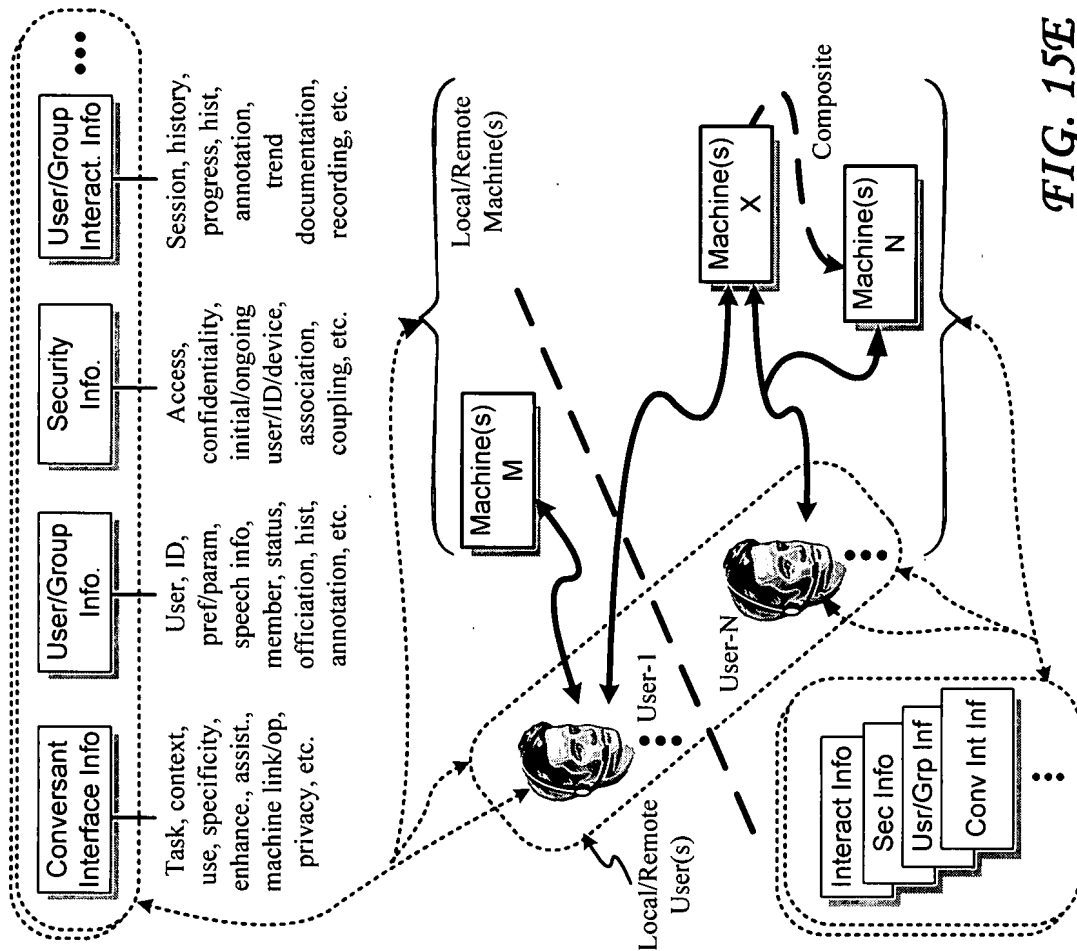 Conversant
Interface Info
User/Group
Info.
Security
Info.
User/Group
Interact. Info
Task, context,
use, specificity,
enhance., assist.,
machine link/op,
privacy, etc.
User, ID,
pref/param,
speech info,
member, status,
officiation, hist,
annotation, etc.
Access,
confidentiality,
initial/ongoing
user/ID/device,
association,
coupling, etc.
Session, history,
progress, hist,
annotation,
trend
documentation,
recording, etc.
Local/Remote
Machine(s)
Machine(s)
M
Local/Remote
User(s)
User-1
User-N
Machine(s)
X
Composite
Machine(s)
N
Interact Info
Sec Info
Usr/Grp Inf
Conv Int Inf
FIG. 15E